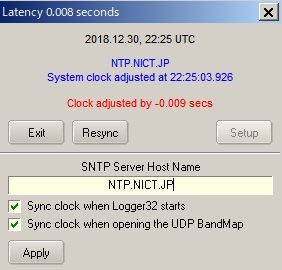 Latency 0.008 seconds
2018.12.30, 22:25 UTC
NTP.NICT.JP
System clock adjusted at 22:25:03.926
Clock adjusted by -0.009 secs
Exit Resync Setup
SNTP Server Host Name
NTP.NICT.JP
Sync clock when Logger32 starts
Sync clock when opening the UDP BandMap
Apply